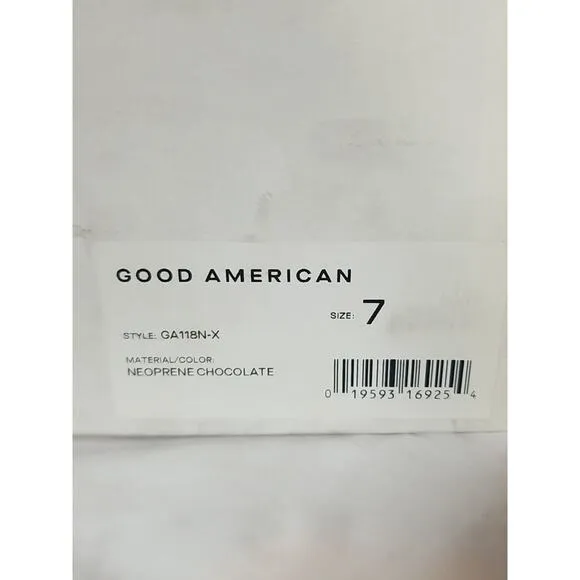 GOOD AMERICAN
SIZE: 7
STYLE: GA118N-X
MATERIAL/COLOR:
NEOPRENE CHOCOLATE
0 19593 16925 4